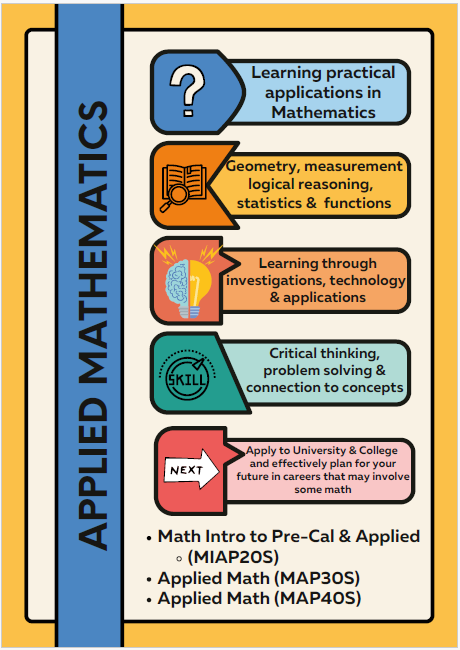 APPLIED MATHEMATICS
Learning practical
applications in
Mathematics
Geometry, measurement
logical reasoning,
statistics & functions
Learning through
investigations, technology
& applications
SKILL
Critical thinking,
problem solving &
connection to concepts
NEXT
Apply to University & College
and effectively plan for your
future in careers that may involve
some math
• Math Intro to Pre-Cal & Applied
◦ (MIAP20S)
• Applied Math (MAP30S)
• Applied Math (MAP40S)